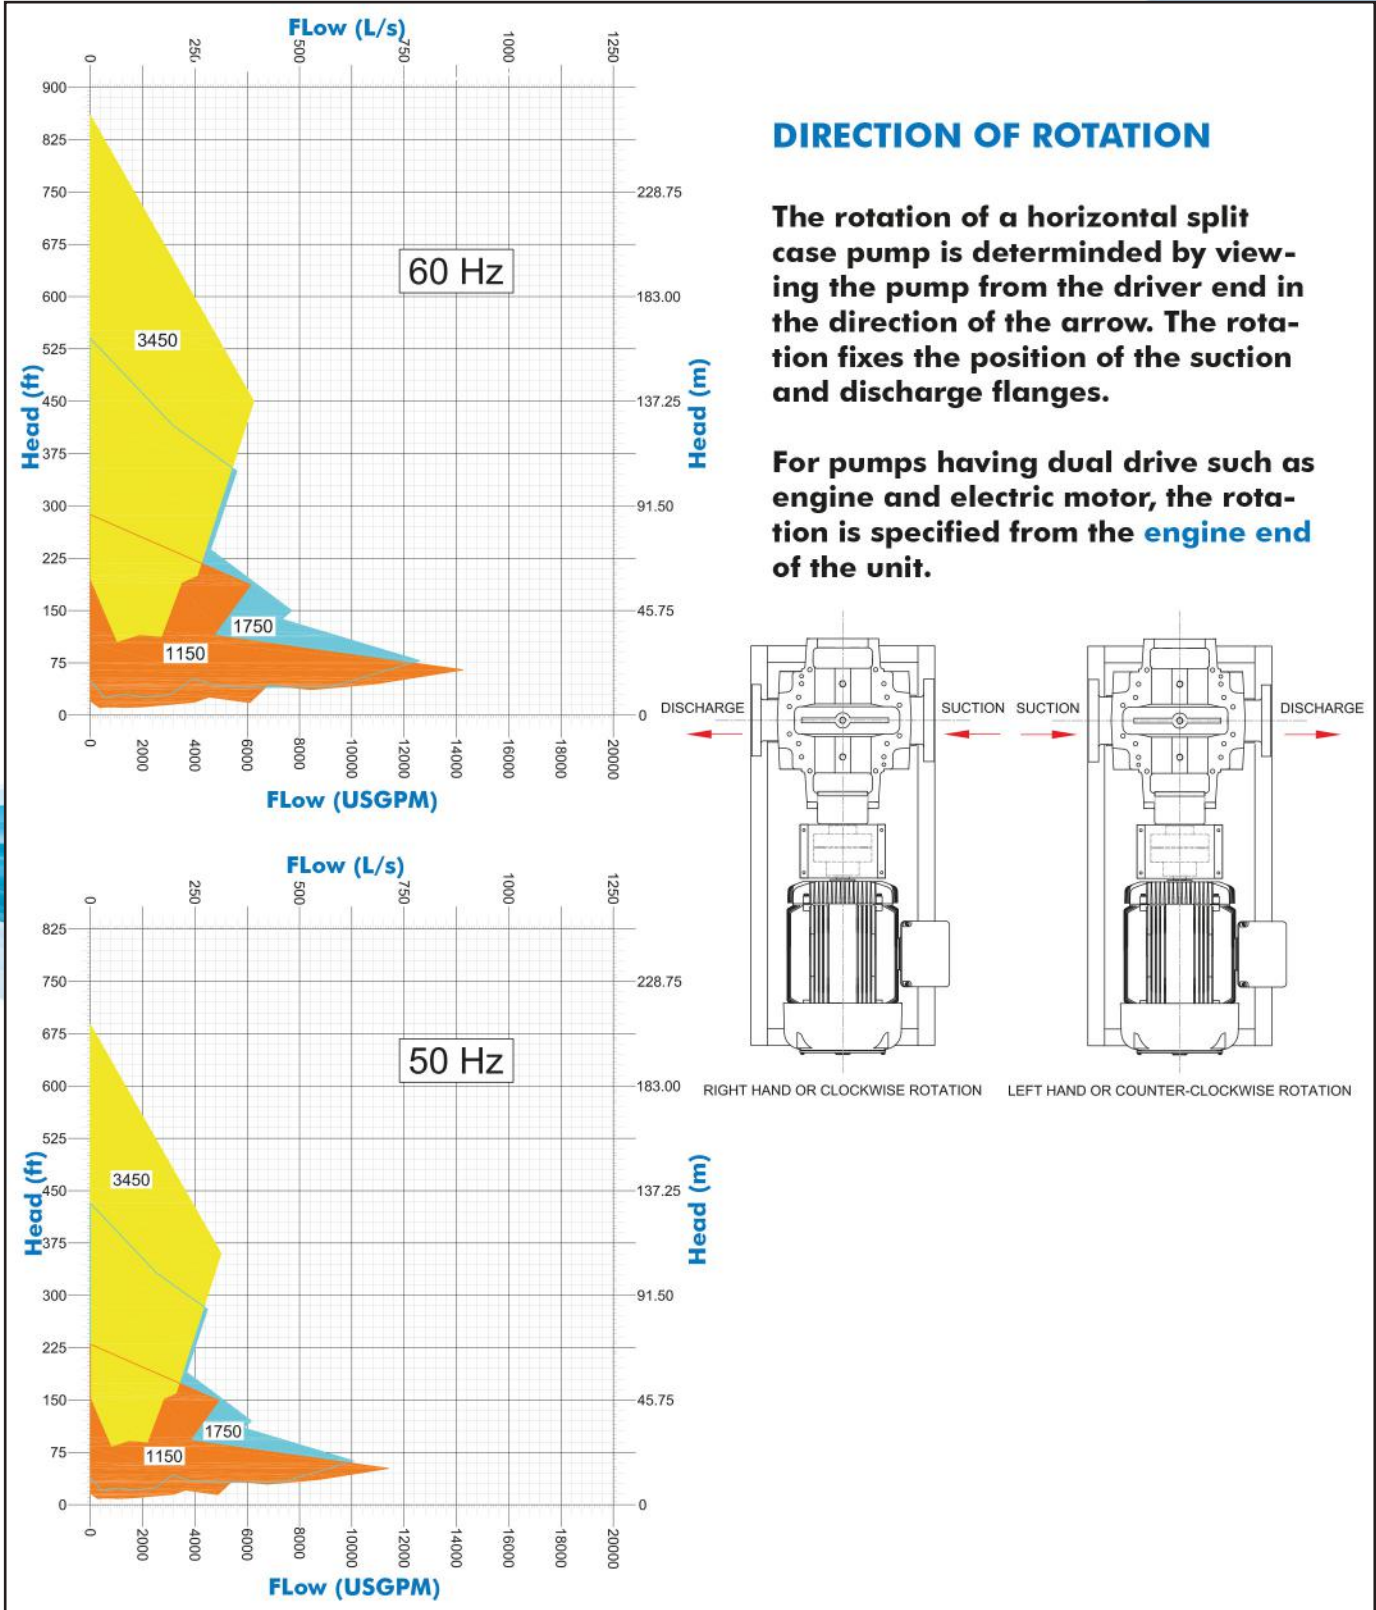 FLow (L/s)
0 250 500 750 1000 1250
900
825
750 228.75
675
60 Hz
600 183.00
525
3450
Head (ft)
Head (m)
450 137.25
375
300 91.50
225
150 45.75
1750
1150
75
0 0
0 2000 4000 6000 8000 10000 12000 14000 16000 18000 20000
FLow (USGPM)
FLow (L/s)
0 250 500 750 1000 1250
825
750 228.75
675
50 Hz
600 183.00
525
3450
Head (ft)
Head (m)
450 137.25
375
300 91.50
225
150 45.75
1750
1150
75
0 0
0 2000 4000 6000 8000 10000 12000 14000 16000 18000 20000
FLow (USGPM)
DIRECTION OF ROTATION
The rotation of a horizontal split
case pump is determinded by view-
ing the pump from the driver end in
the direction of the arrow. The rota-
tion fixes the position of the suction
and discharge flanges.
For pumps having dual drive such as
engine and electric motor, the rota-
tion is specified from the engine end
of the unit.
DISCHARGE SUCTION SUCTION DISCHARGE
RIGHT HAND OR CLOCKWISE ROTATION LEFT HAND OR COUNTER-CLOCKWISE ROTATION